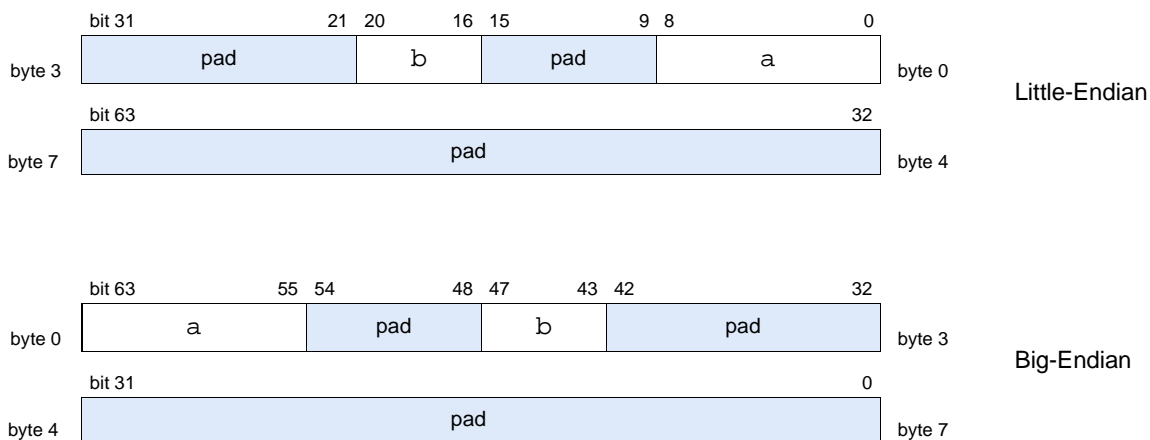 bit 31 21 20 16 15 9 8 0
byte 3 pad b pad a byte 0
Little-Endian
bit 63 32
byte 7 pad byte 4
bit 63 55 54 48 47 43 42 32
byte 0 a pad b pad byte 3
Big-Endian
bit 31 0
byte 4 pad byte 7